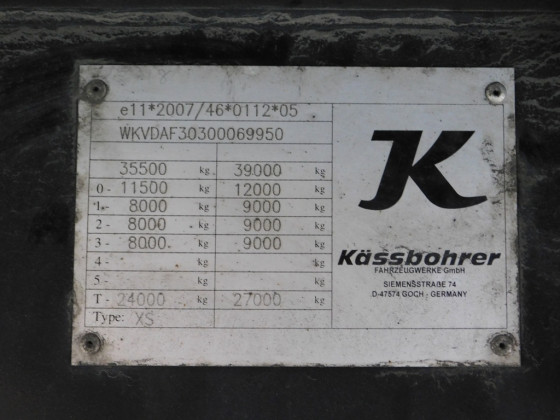 e11*2007/46*0112*05
WKVDAF30300069950
35500 kg 39000 kg
0- 11500 kg 12000 kg
1- 8000 kg 9000 kg
2- 8000 kg 9000 kg
3- 8000 kg 9000 kg
4- kg kg
5- kg kg
T- 24000 kg 27000 kg
Type: XS
K
Kässbohrer
FAHRZEUGWERKE GmbH
SIEMENSSTRAßE 74
D-47574 GOCH - GERMANY